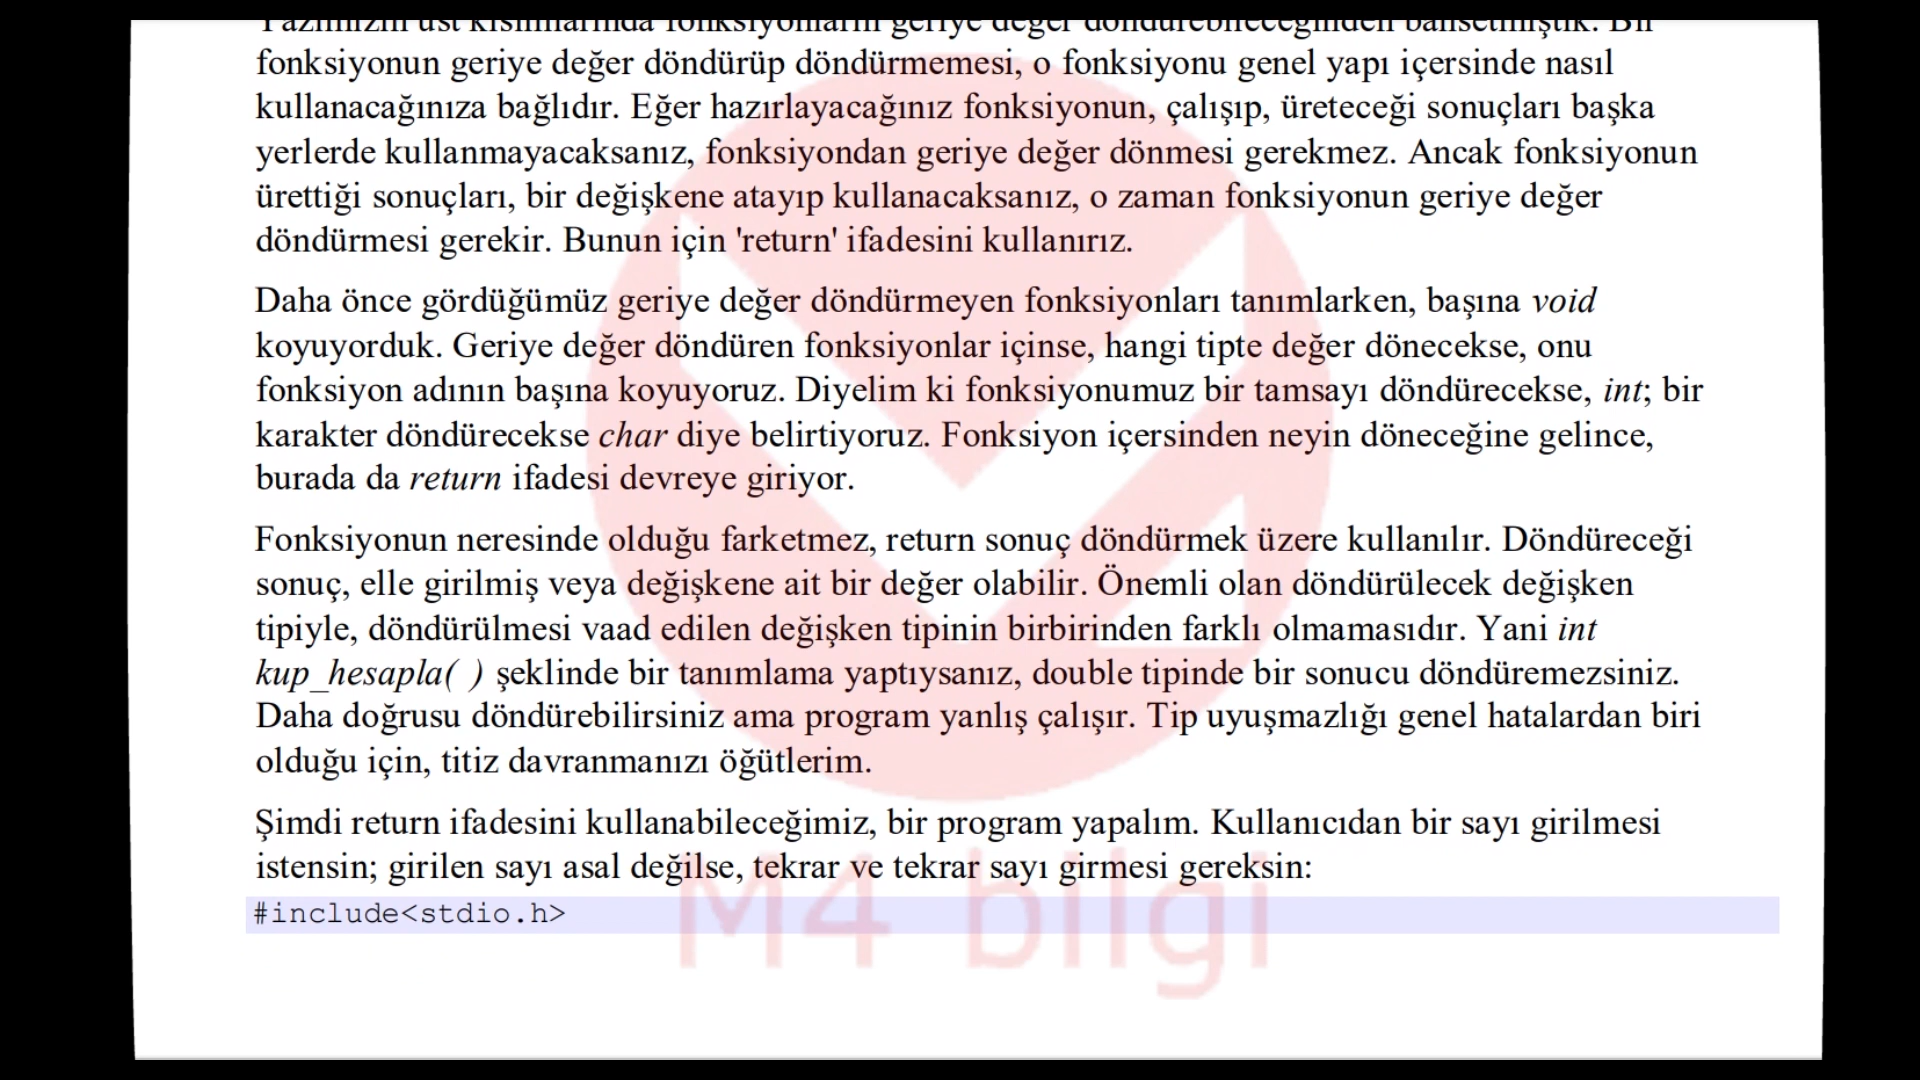 Yazımızın üst kısımlarında fonksiyonların geriye değer döndürebileceğinden bahsetmiştik. Bir
fonksiyonun geriye değer döndürüp döndürmemesi, o fonksiyonu genel yapı içersinde nasıl
kullanacağınıza bağlıdır. Eğer hazırlayacağınız fonksiyonun, çalışıp, üreteceği sonuçları başka
yerlerde kullanmayacaksanız, fonksiyondan geriye değer dönmesi gerekmez. Ancak fonksiyonun
ürettiği sonuçları, bir değişkene atayıp kullanacaksanız, o zaman fonksiyonun geriye değer
döndürmesi gerekir. Bunun için 'return' ifadesini kullanırız.
Daha önce gördüğümüz geriye değer döndürmeyen fonksiyonları tanımlarken, başına void
koyuyorduk. Geriye değer döndüren fonksiyonlar içinse, hangi tipte değer dönecekse, onu
fonksiyon adının başına koyuyoruz. Diyelim ki fonksiyonumuz bir tamsayı döndürecekse, int; bir
karakter döndürecekse char diye belirtiyoruz. Fonksiyon içersinden neyin döneceğine gelince,
burada da return ifadesi devreye giriyor.
Fonksiyonun neresinde olduğu farketmez, return sonuç döndürmek üzere kullanılır. Döndüreceği
sonuç, elle girilmiş veya değişkene ait bir değer olabilir. Önemli olan döndürülecek değişken
tipiyle, döndürülmesi vaad edilen değişken tipinin birbirinden farklı olmamasıdır. Yani int
kup_hesapla( ) şeklinde bir tanımlama yaptıysanız, double tipinde bir sonucu döndüremezsiniz.
Daha doğrusu döndürebilirsiniz ama program yanlış çalışır. Tip uyuşmazlığı genel hatalardan biri
olduğu için, titiz davranmanızı öğütlerim.
Şimdi return ifadesini kullanabileceğimiz, bir program yapalım. Kullanıcıdan bir sayı girilmesi
istensin; girilen sayı asal değilse, tekrar ve tekrar sayı girmesi gereksin:
#include<stdio.h>
M4 bilgi